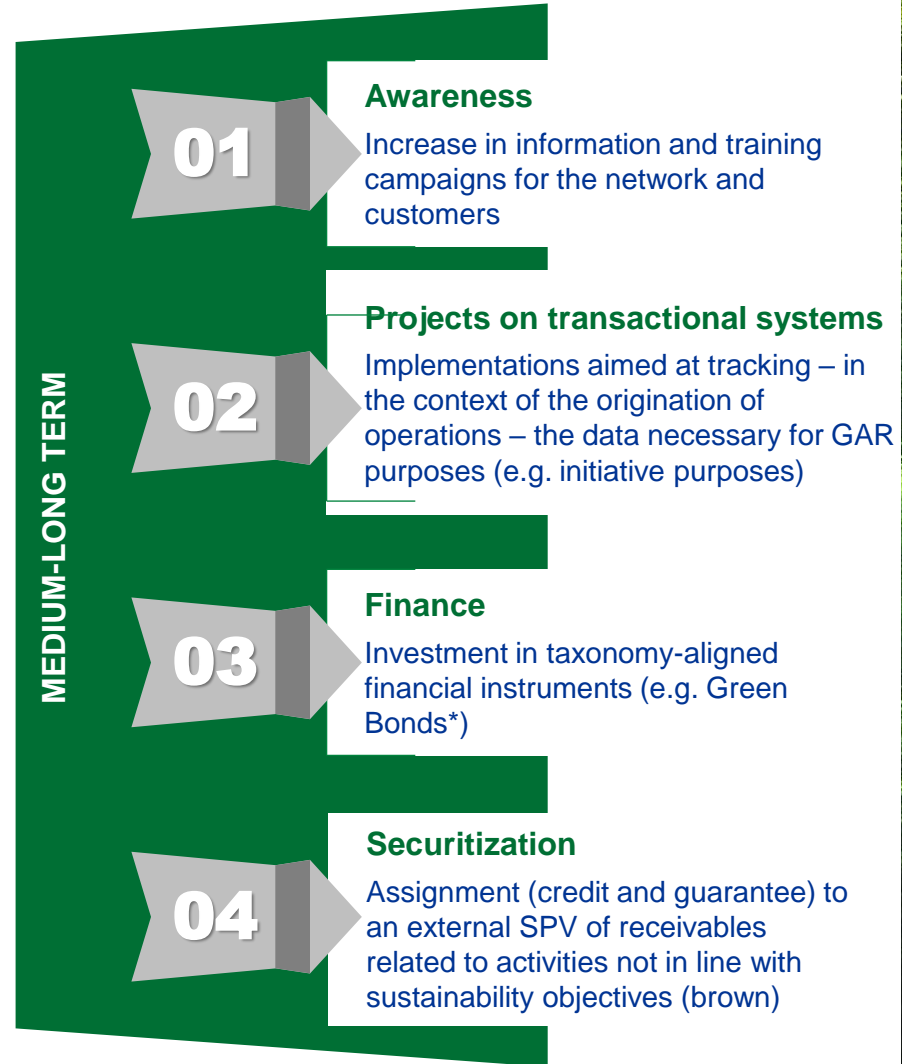 MEDIUM-LONG TERM
01
Awareness
Increase in information and training
campaigns for the network and
customers
02
Projects on transactional systems
Implementations aimed at tracking – in
the context of the origination of
operations – the data necessary for GAR
purposes (e.g. initiative purposes)
03
Finance
Investment in taxonomy-aligned
financial instruments (e.g. Green
Bonds*)
04
Securitization
Assignment (credit and guarantee) to
an external SPV of receivables
related to activities not in line with
sustainability objectives (brown)